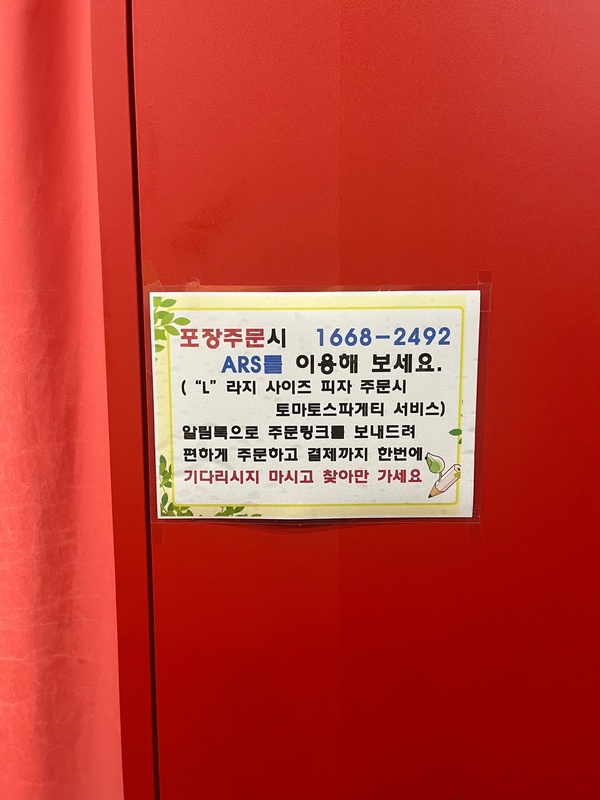 포장주문시 1668-2492
ARS를 이용해 보세요.
( “L” 라지 사이즈 피자 주문시
토마토스파게티 서비스)
알림톡으로 주문링크를 보내드려
편하게 주문하고 결제까지 한번에
기다리시지 마시고 찾아만 가세요